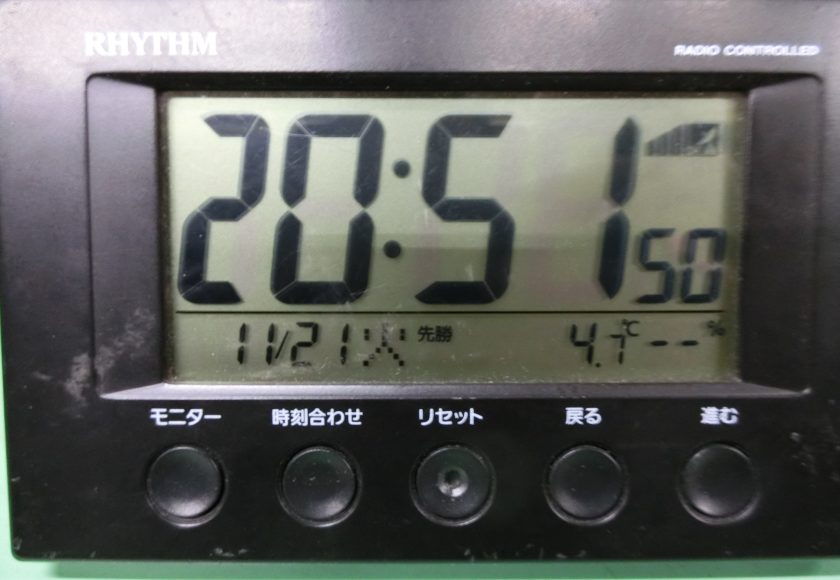 RHYTHM
RADIO CONTROLLED
20:51 50
11/21 火 先勝 4.7℃ --%
モニター 時刻合わせ リセット 戻る 進む